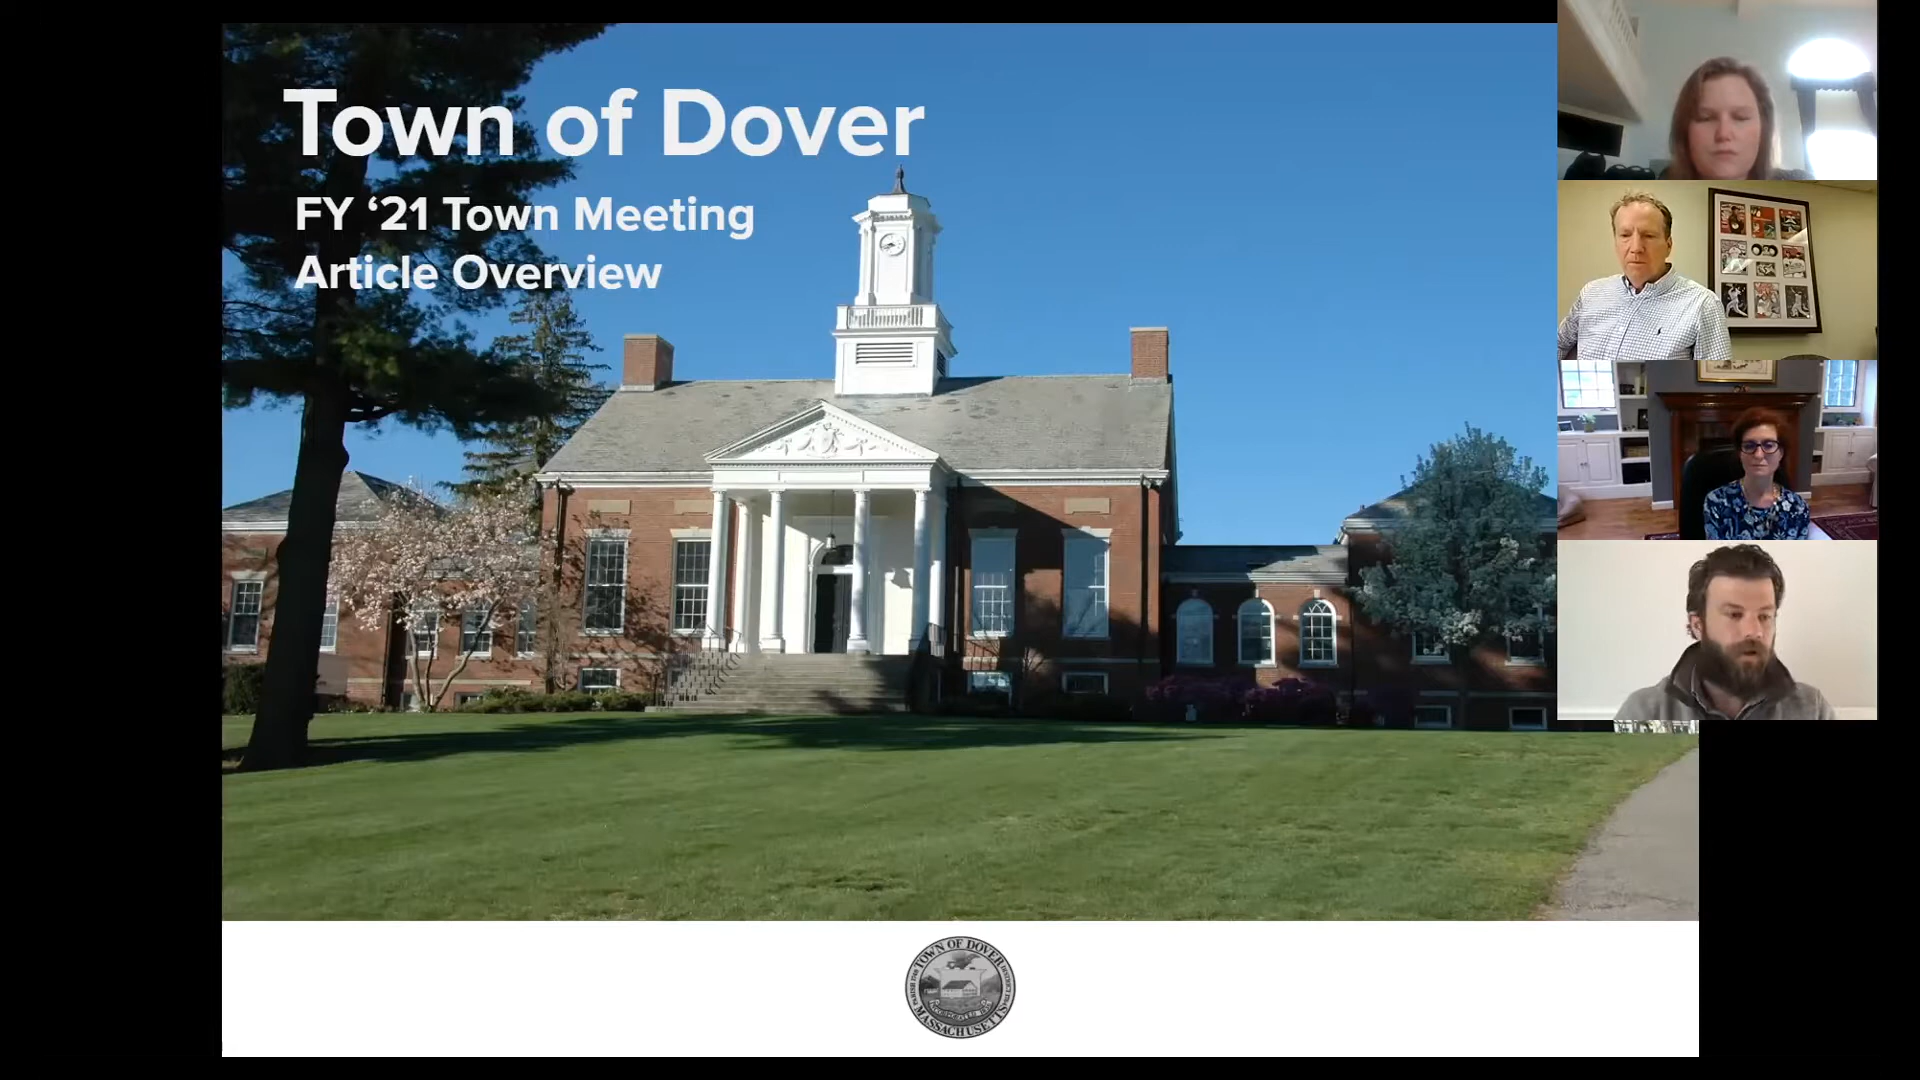 Town of Dover
FY ‘21 Town Meeting
Article Overview
TOWN OF DOVER
MASSACHUSETTS